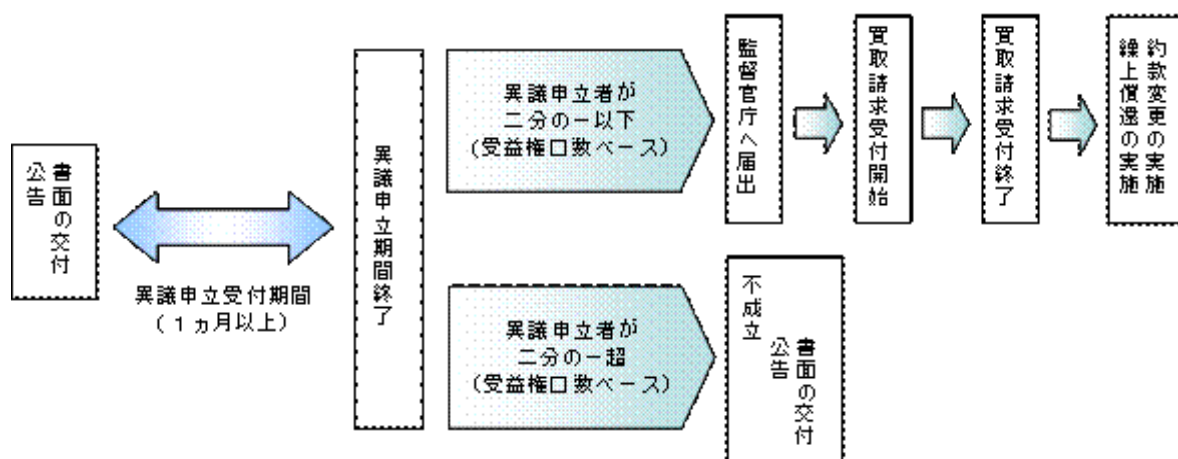 書面の交付
公告
異議申立受付期間
(1ヵ月以上)
異議申立期間終了
異議申立者が
二分の一以下
(受益権口数ベース)
監督官庁へ届出
買取請求受付開始
買取請求受付終了
約款変更の実施
繰上償還の実施
異議申立者が
二分の一超
(受益権口数ベース)
不成立
書面の交付
公告